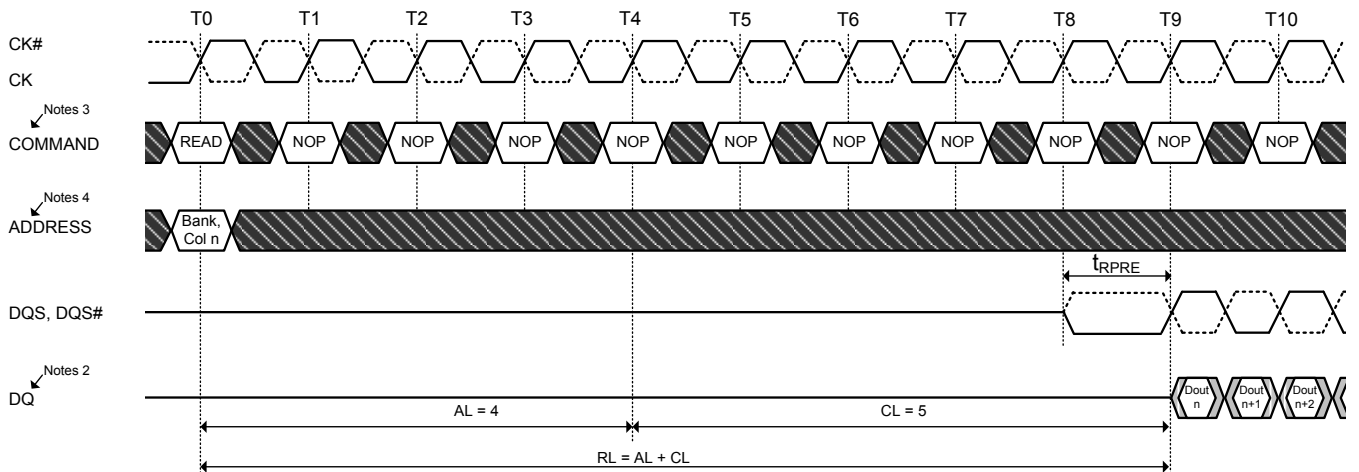 T0 T1 T2 T3 T4 T5 T6 T7 T8 T9 T10
CK#
CK
Notes 3
COMMAND
READ NOP NOP NOP NOP NOP NOP NOP NOP NOP NOP
Notes 4
ADDRESS
Bank,
Col n
tRPRE
DQS, DQS#
Notes 2
DQ
Dout
n
Dout
n+1
Dout
n+2
AL = 4
CL = 5
RL = AL + CL